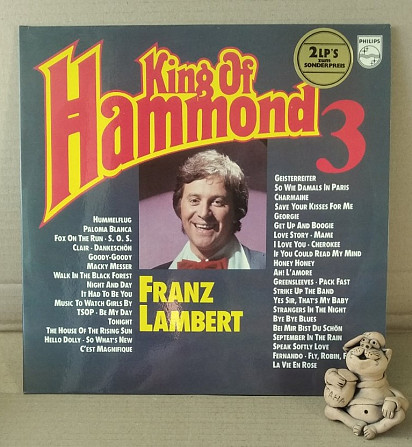 King Of
Hammond
3
2 LP'S
ZUM
SONDERPREIS
PHILIPS
HUMMELFLUG
PALOMA BLANCA
FOX ON THE RUN - S. O. S.
CLAIR - DANKESCHÖN
GOODY-GOODY
MACKY MESSER
WALK IN THE BLACK FOREST
NIGHT AND DAY
IT HAD TO BE YOU
MUSIC TO WATCH GIRLS BY
TSOP - BE MY DAY
TONIGHT
THE HOUSE OF THE RISING SUN
HELLO DOLLY - SO WHAT'S NEW
C'EST MAGNIFIQUE
FRANZ
LAMBERT
GEISTERREITER
SO WIE DAMALS IN PARIS
CHARMAINE
SAVE YOUR KISSES FOR ME
GEORGIE
GET UP AND BOOGIE
LOVE STORY - MAME
I LOVE YOU - CHEROKEE
IF YOU COULD READ MY MIND
HONEY HONEY
AH! L'AMORE
GREENSLEEVES - PACK FAST
STRIKE UP THE BAND
YES SIR, THAT'S MY BABY
STRANGERS IN THE NIGHT
BYE BYE BLUES
BEI MIR BIST DU SCHÖN
SEPTEMBER IN THE RAIN
SPEAK SOFTLY LOVE
FERNANDO - FLY, ROBIN, F
LA VIE EN ROSE